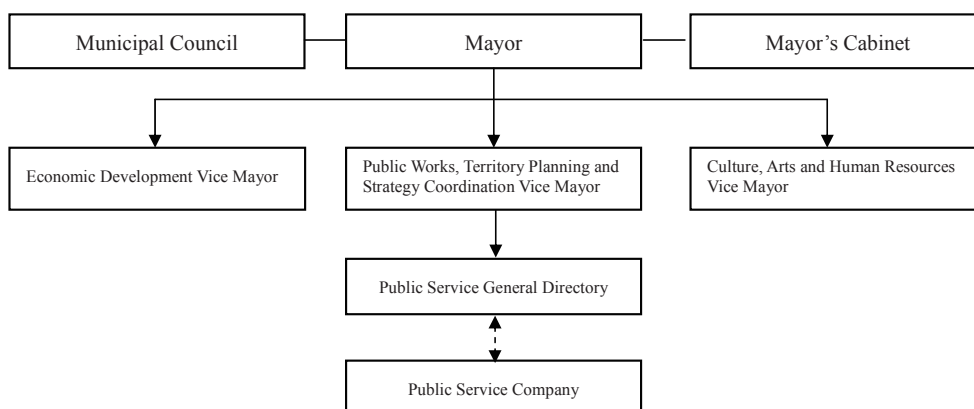 Municipal Council
Mayor
Mayor’s Cabinet
Economic Development Vice Mayor
Public Works, Territory Planning and
Strategy Coordination Vice Mayor
Culture, Arts and Human Resources
Vice Mayor
Public Service General Directory
Public Service Company